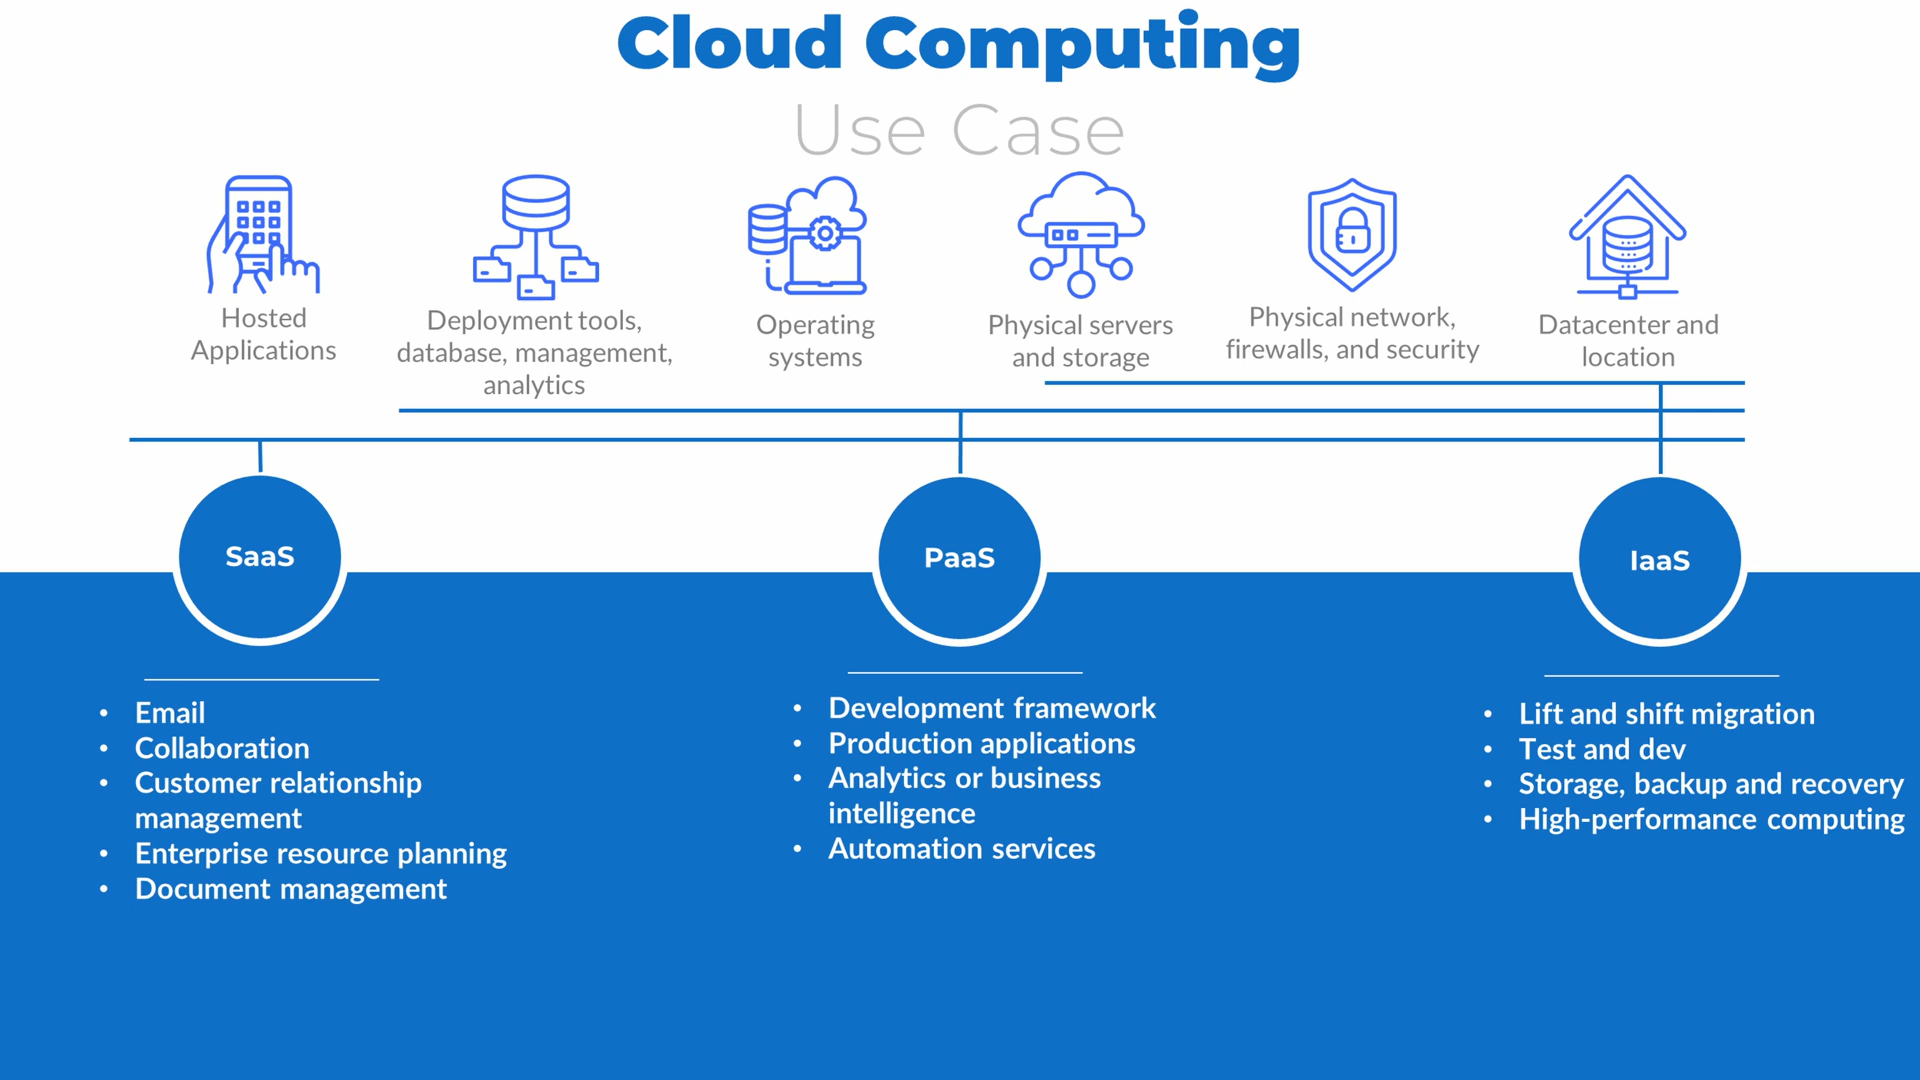 Cloud Computing
Use Case
Hosted
Applications
Deployment tools,
database, management,
analytics
Operating
systems
Physical servers
and storage
Physical network,
firewalls, and security
Datacenter and
location
SaaS
PaaS
IaaS
• Email
• Collaboration
• Customer relationship
management
• Enterprise resource planning
• Document management
• Development framework
• Production applications
• Analytics or business
intelligence
• Automation services
• Lift and shift migration
• Test and dev
• Storage, backup and recovery
• High-performance computing